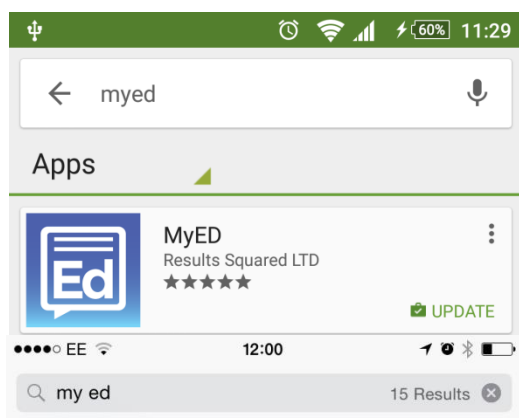 60% 11:29
myed
Apps
Ed
MyED
Results Squared LTD
UPDATE
EE 12:00
my ed 15 Results